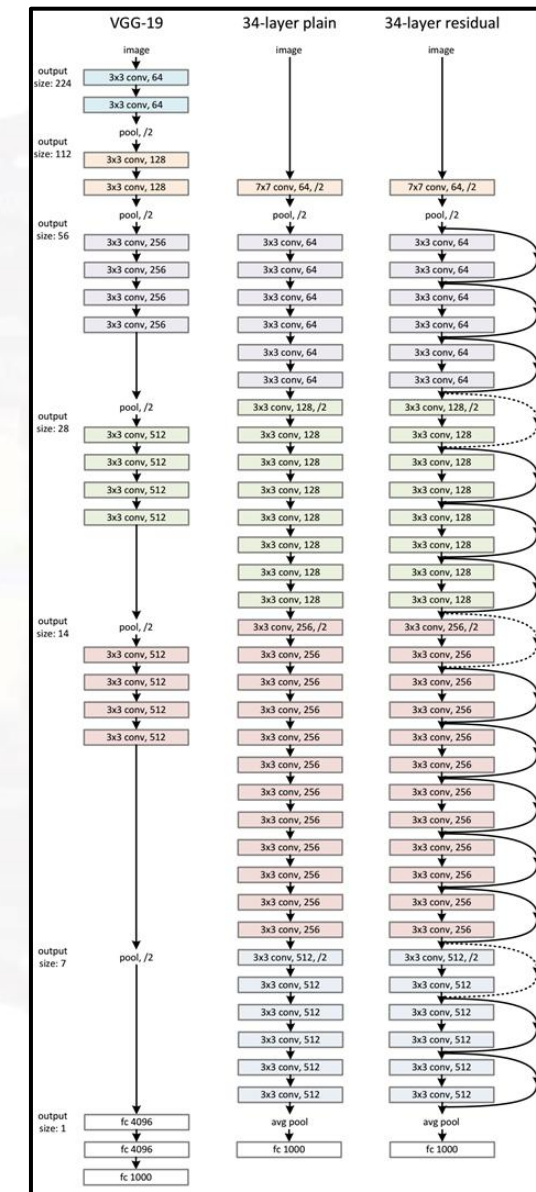 output
size: 224
output
size: 112
output
size: 56
output
size: 28
output
size: 14
output
size: 7
output
size: 1
VGG-19
image
3x3 conv, 64
3x3 conv, 64
pool, /2
3x3 conv, 128
3x3 conv, 128
pool, /2
3x3 conv, 256
3x3 conv, 256
3x3 conv, 256
3x3 conv, 256
pool, /2
3x3 conv, 512
3x3 conv, 512
3x3 conv, 512
3x3 conv, 512
pool, /2
3x3 conv, 512
3x3 conv, 512
3x3 conv, 512
3x3 conv, 512
pool, /2
fc 4096
fc 4096
fc 1000
34-layer plain
image
7x7 conv, 64, /2
pool, /2
3x3 conv, 64
3x3 conv, 64
3x3 conv, 64
3x3 conv, 64
3x3 conv, 64
3x3 conv, 64
3x3 conv, 128, /2
3x3 conv, 128
3x3 conv, 128
3x3 conv, 128
3x3 conv, 128
3x3 conv, 128
3x3 conv, 128
3x3 conv, 128
3x3 conv, 256, /2
3x3 conv, 256
3x3 conv, 256
3x3 conv, 256
3x3 conv, 256
3x3 conv, 256
3x3 conv, 256
3x3 conv, 256
3x3 conv, 256
3x3 conv, 256
3x3 conv, 256
3x3 conv, 256
3x3 conv, 512, /2
3x3 conv, 512
3x3 conv, 512
3x3 conv, 512
3x3 conv, 512
3x3 conv, 512
avg pool
fc 1000
34-layer residual
image
7x7 conv, 64, /2
pool, /2
3x3 conv, 64
3x3 conv, 64
3x3 conv, 64
3x3 conv, 64
3x3 conv, 64
3x3 conv, 64
3x3 conv, 128, /2
3x3 conv, 128
3x3 conv, 128
3x3 conv, 128
3x3 conv, 128
3x3 conv, 128
3x3 conv, 128
3x3 conv, 128
3x3 conv, 256, /2
3x3 conv, 256
3x3 conv, 256
3x3 conv, 256
3x3 conv, 256
3x3 conv, 256
3x3 conv, 256
3x3 conv, 256
3x3 conv, 256
3x3 conv, 256
3x3 conv, 256
3x3 conv, 256
3x3 conv, 512, /2
3x3 conv, 512
3x3 conv, 512
3x3 conv, 512
3x3 conv, 512
3x3 conv, 512
avg pool
fc 1000